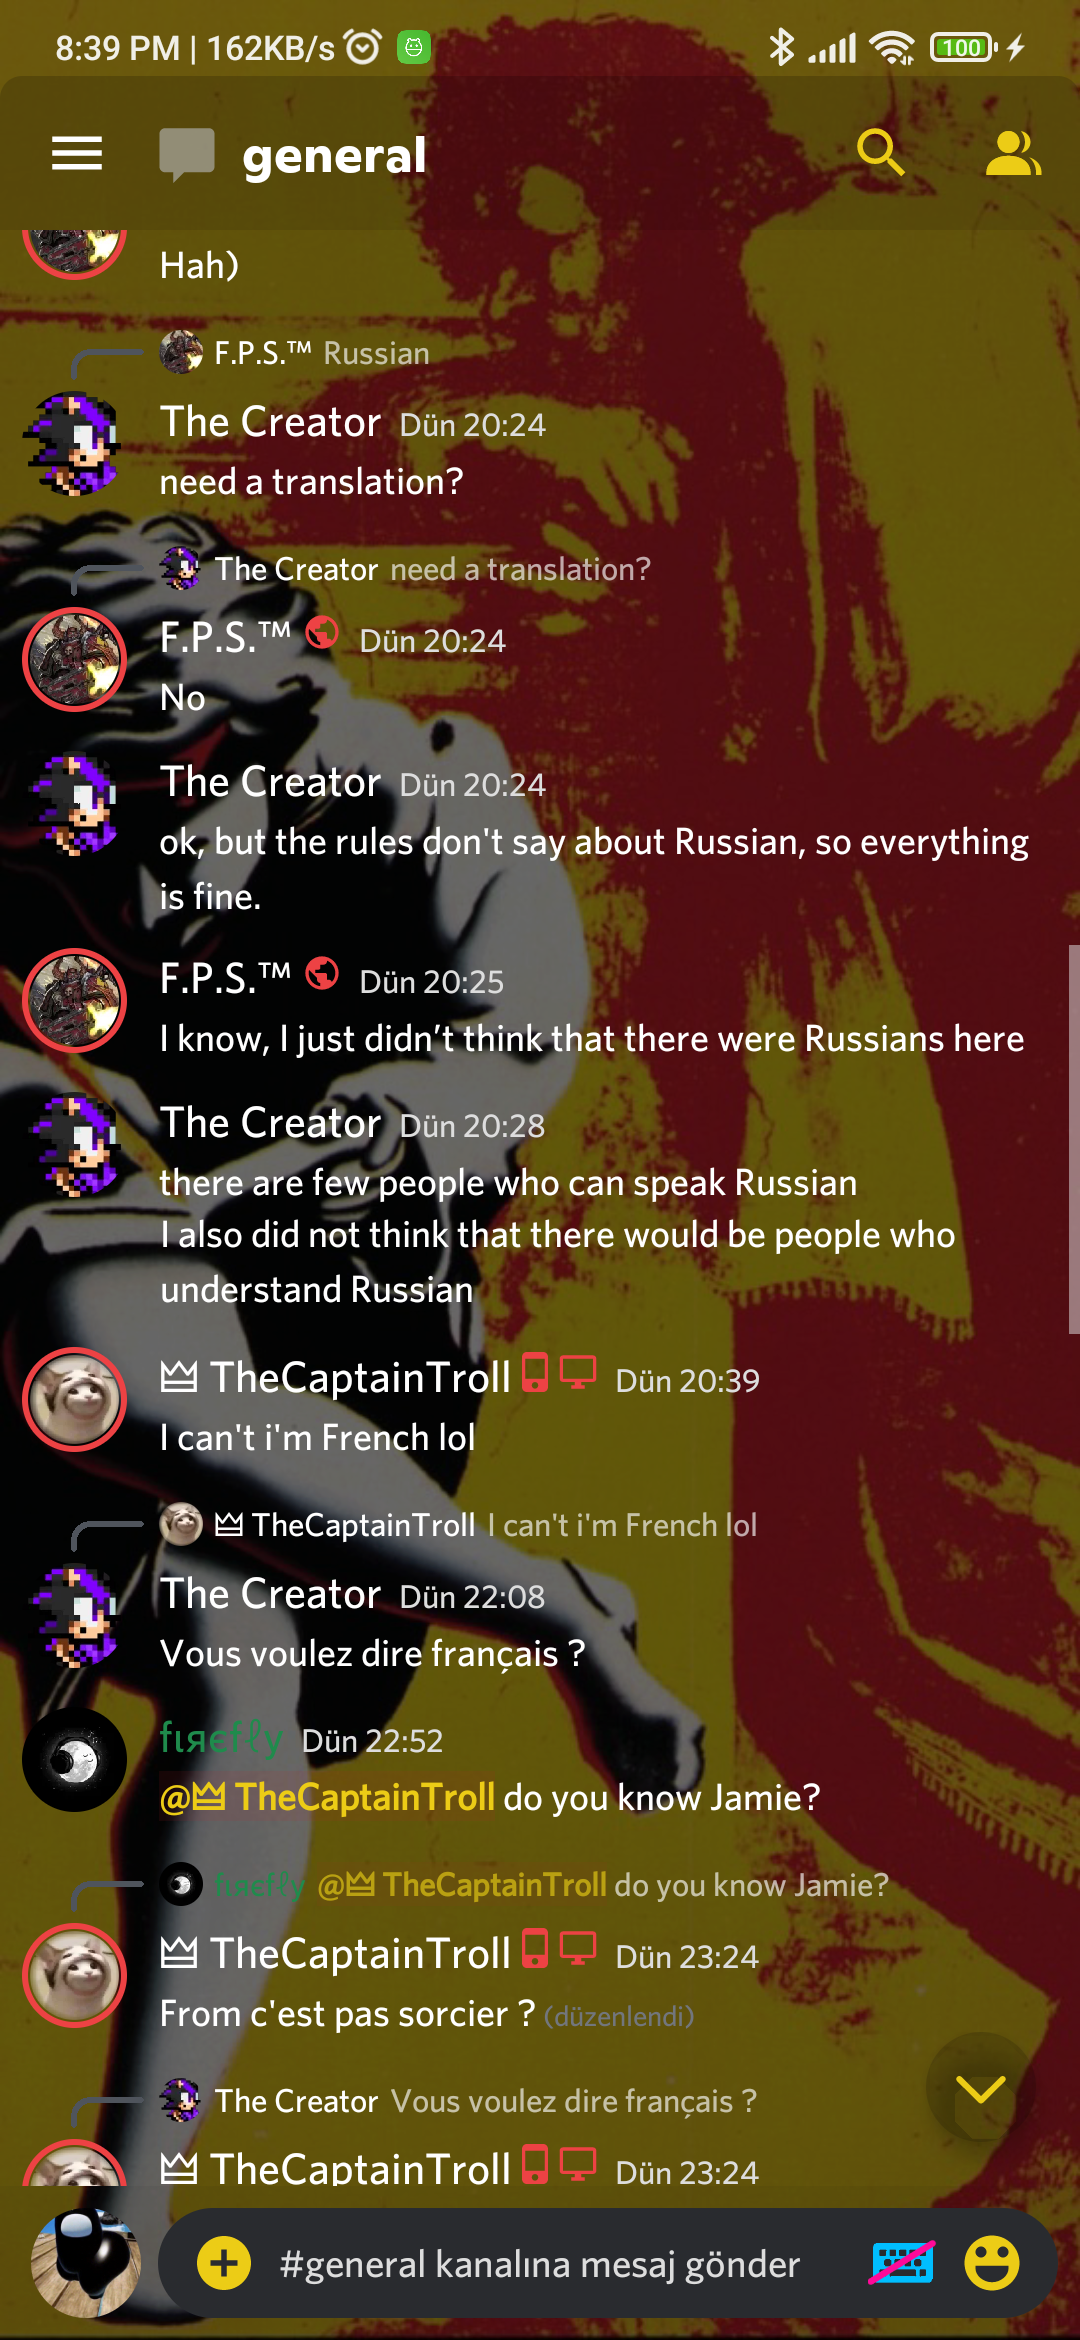 8:39 PM | 162KB/s
100
general
Hah)
F.P.S.™ Russian
The Creator Dün 20:24
need a translation?
The Creator need a translation?
F.P.S.™ Dün 20:24
No
The Creator Dün 20:24
ok, but the rules don't say about Russian, so everything
is fine.
F.P.S.™ Dün 20:25
I know, I just didn’t think that there were Russians here
The Creator Dün 20:28
there are few people who can speak Russian
I also did not think that there would be people who
understand Russian
TheCaptainTroll Dün 20:39
I can't i'm French lol
TheCaptainTroll I can't i'm French lol
The Creator Dün 22:08
Vous voulez dire français ?
fιяєfℓy Dün 22:52
@TheCaptainTroll do you know Jamie?
fιяєfℓy @TheCaptainTroll do you know Jamie?
TheCaptainTroll Dün 23:24
From c'est pas sorcier ? (düzenlendi)
The Creator Vous voulez dire français ?
TheCaptainTroll Dün 23:24
#general kanalına mesaj gönder